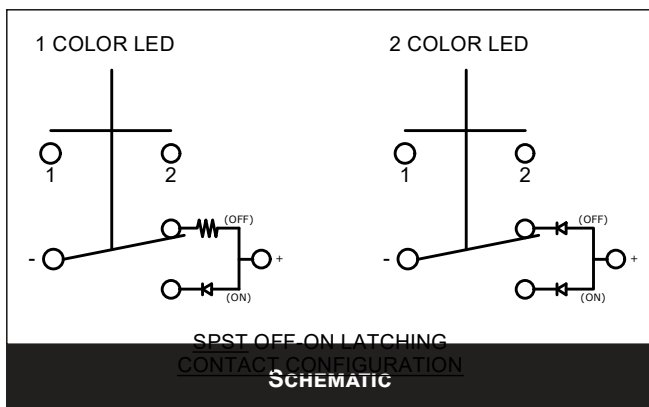 1 COLOR LED 2 COLOR LED
1 2 1 2
(OFF) (OFF)
- + - +
(ON) (ON)
SPST OFF-ON LATCHING
CONTACT CONFIGURATION
SCHEMATIC